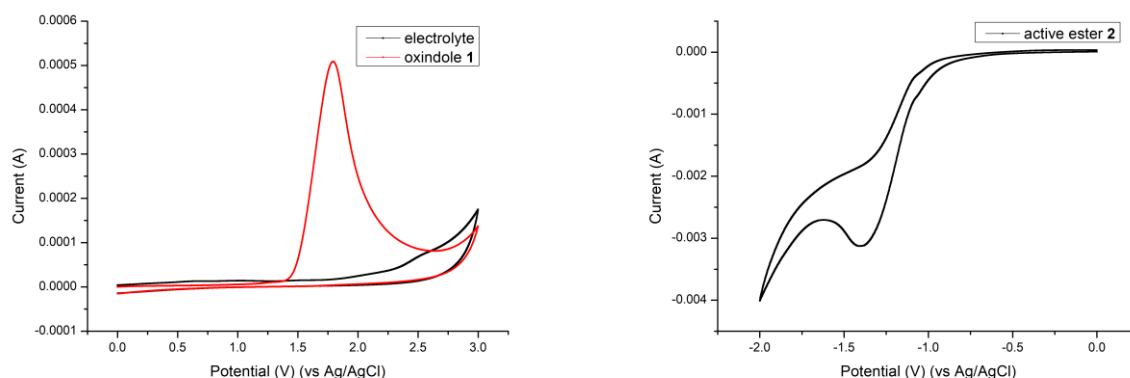 0.0006
0.0005
0.0004
0.0003
0.0002
0.0001
0.0000
-0.0001
Current (A)
electrolyte
oxindole 1
0.0 0.5 1.0 1.5 2.0 2.5 3.0
Potential (V) (vs Ag/AgCl)
0.000
-0.001
-0.002
-0.003
-0.004
Current (A)
active ester 2
-2.0 -1.5 -1.0 -0.5 0.0
Potential (V) (vs Ag/AgCl)